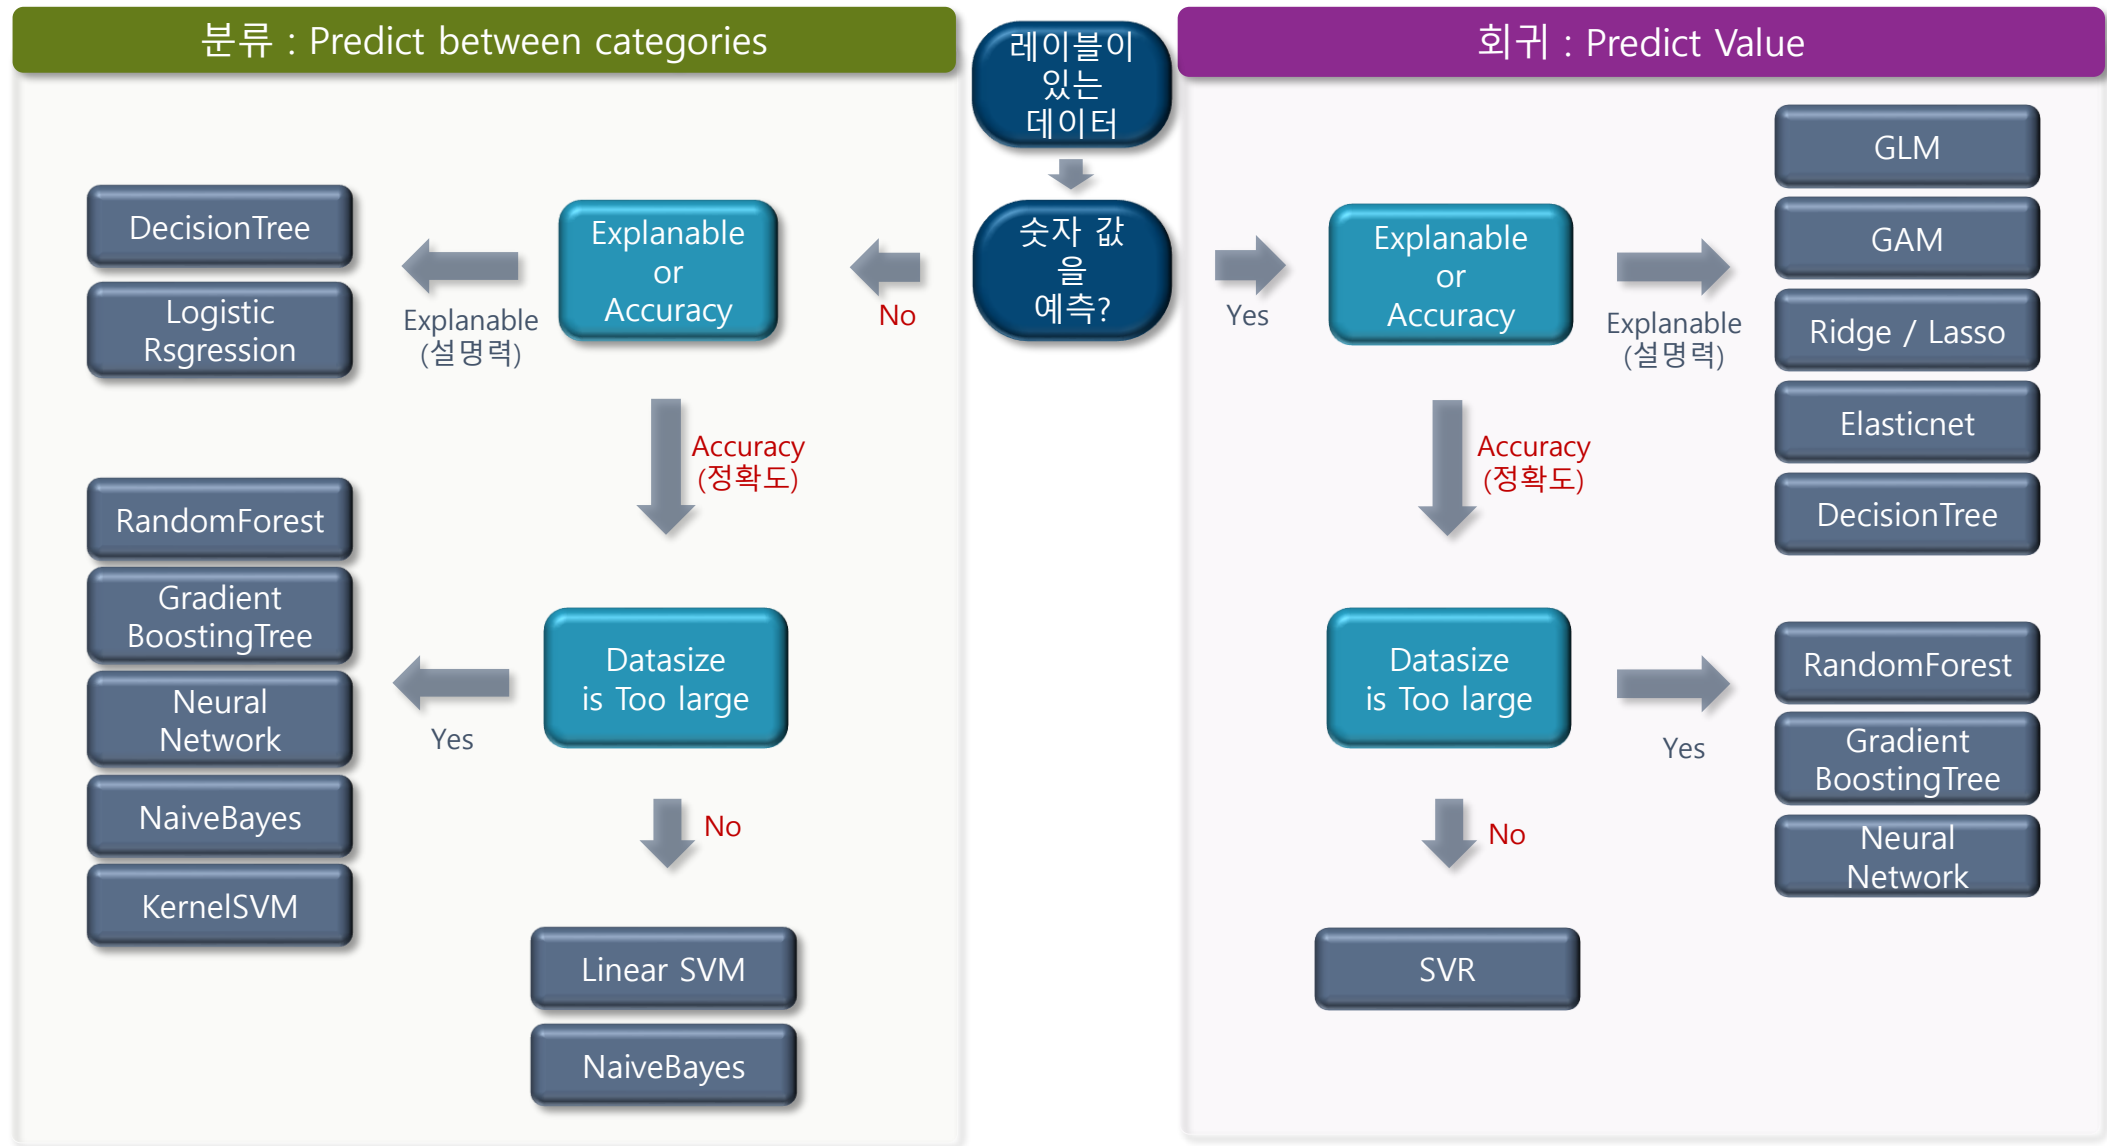 분류 : Predict between categories
레이블이
있는
데이터
숫자 값
을
예측?
회귀 : Predict Value
No
Explanable
or
Accuracy
Explanable
(설명력)
DecisionTree
Logistic
Rsgression
Accuracy
(정확도)
Datasize
is Too large
Yes
RandomForest
Gradient
BoostingTree
Neural
Network
NaiveBayes
KernelSVM
No
Linear SVM
NaiveBayes
Yes
Explanable
or
Accuracy
Explanable
(설명력)
GLM
GAM
Ridge / Lasso
Elasticnet
DecisionTree
Accuracy
(정확도)
Datasize
is Too large
Yes
RandomForest
Gradient
BoostingTree
Neural
Network
No
SVR